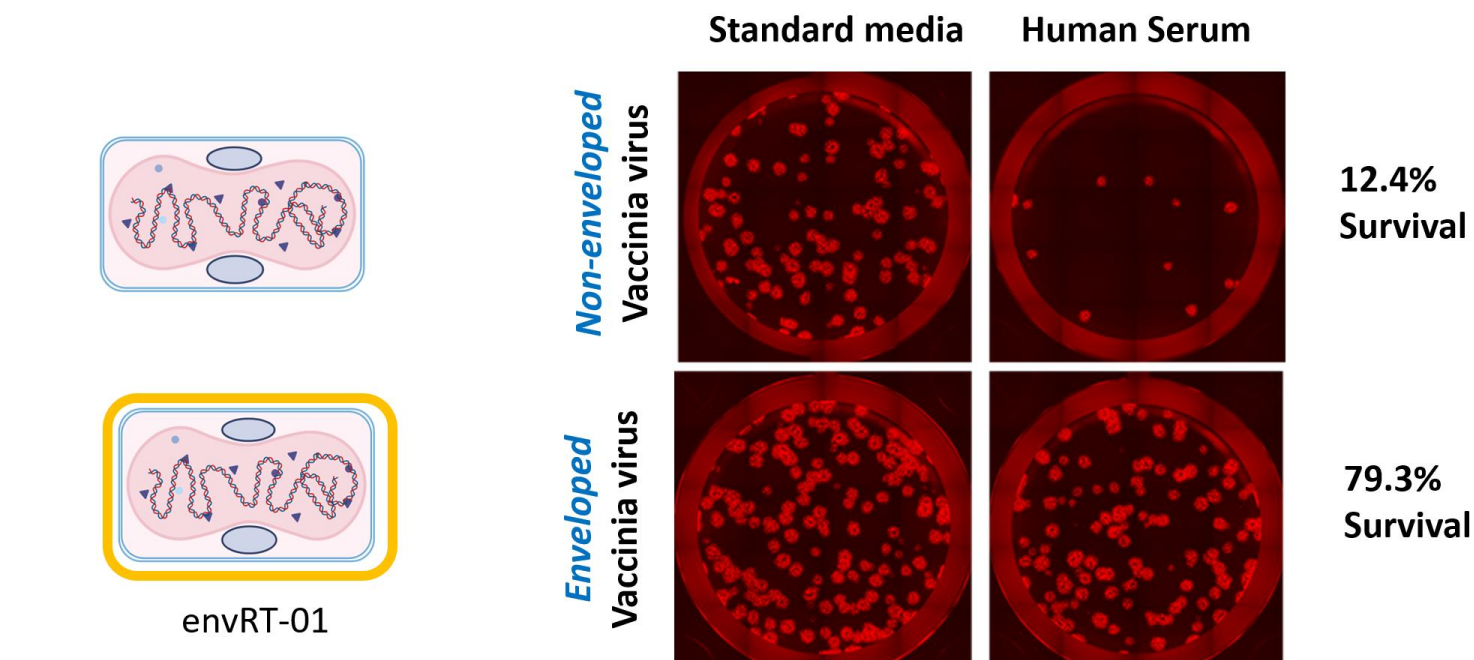 Standard media
Human Serum
Non-enveloped
Vaccinia virus
12.4%
Survival
Enveloped
Vaccinia virus
79.3%
Survival
envRT-01